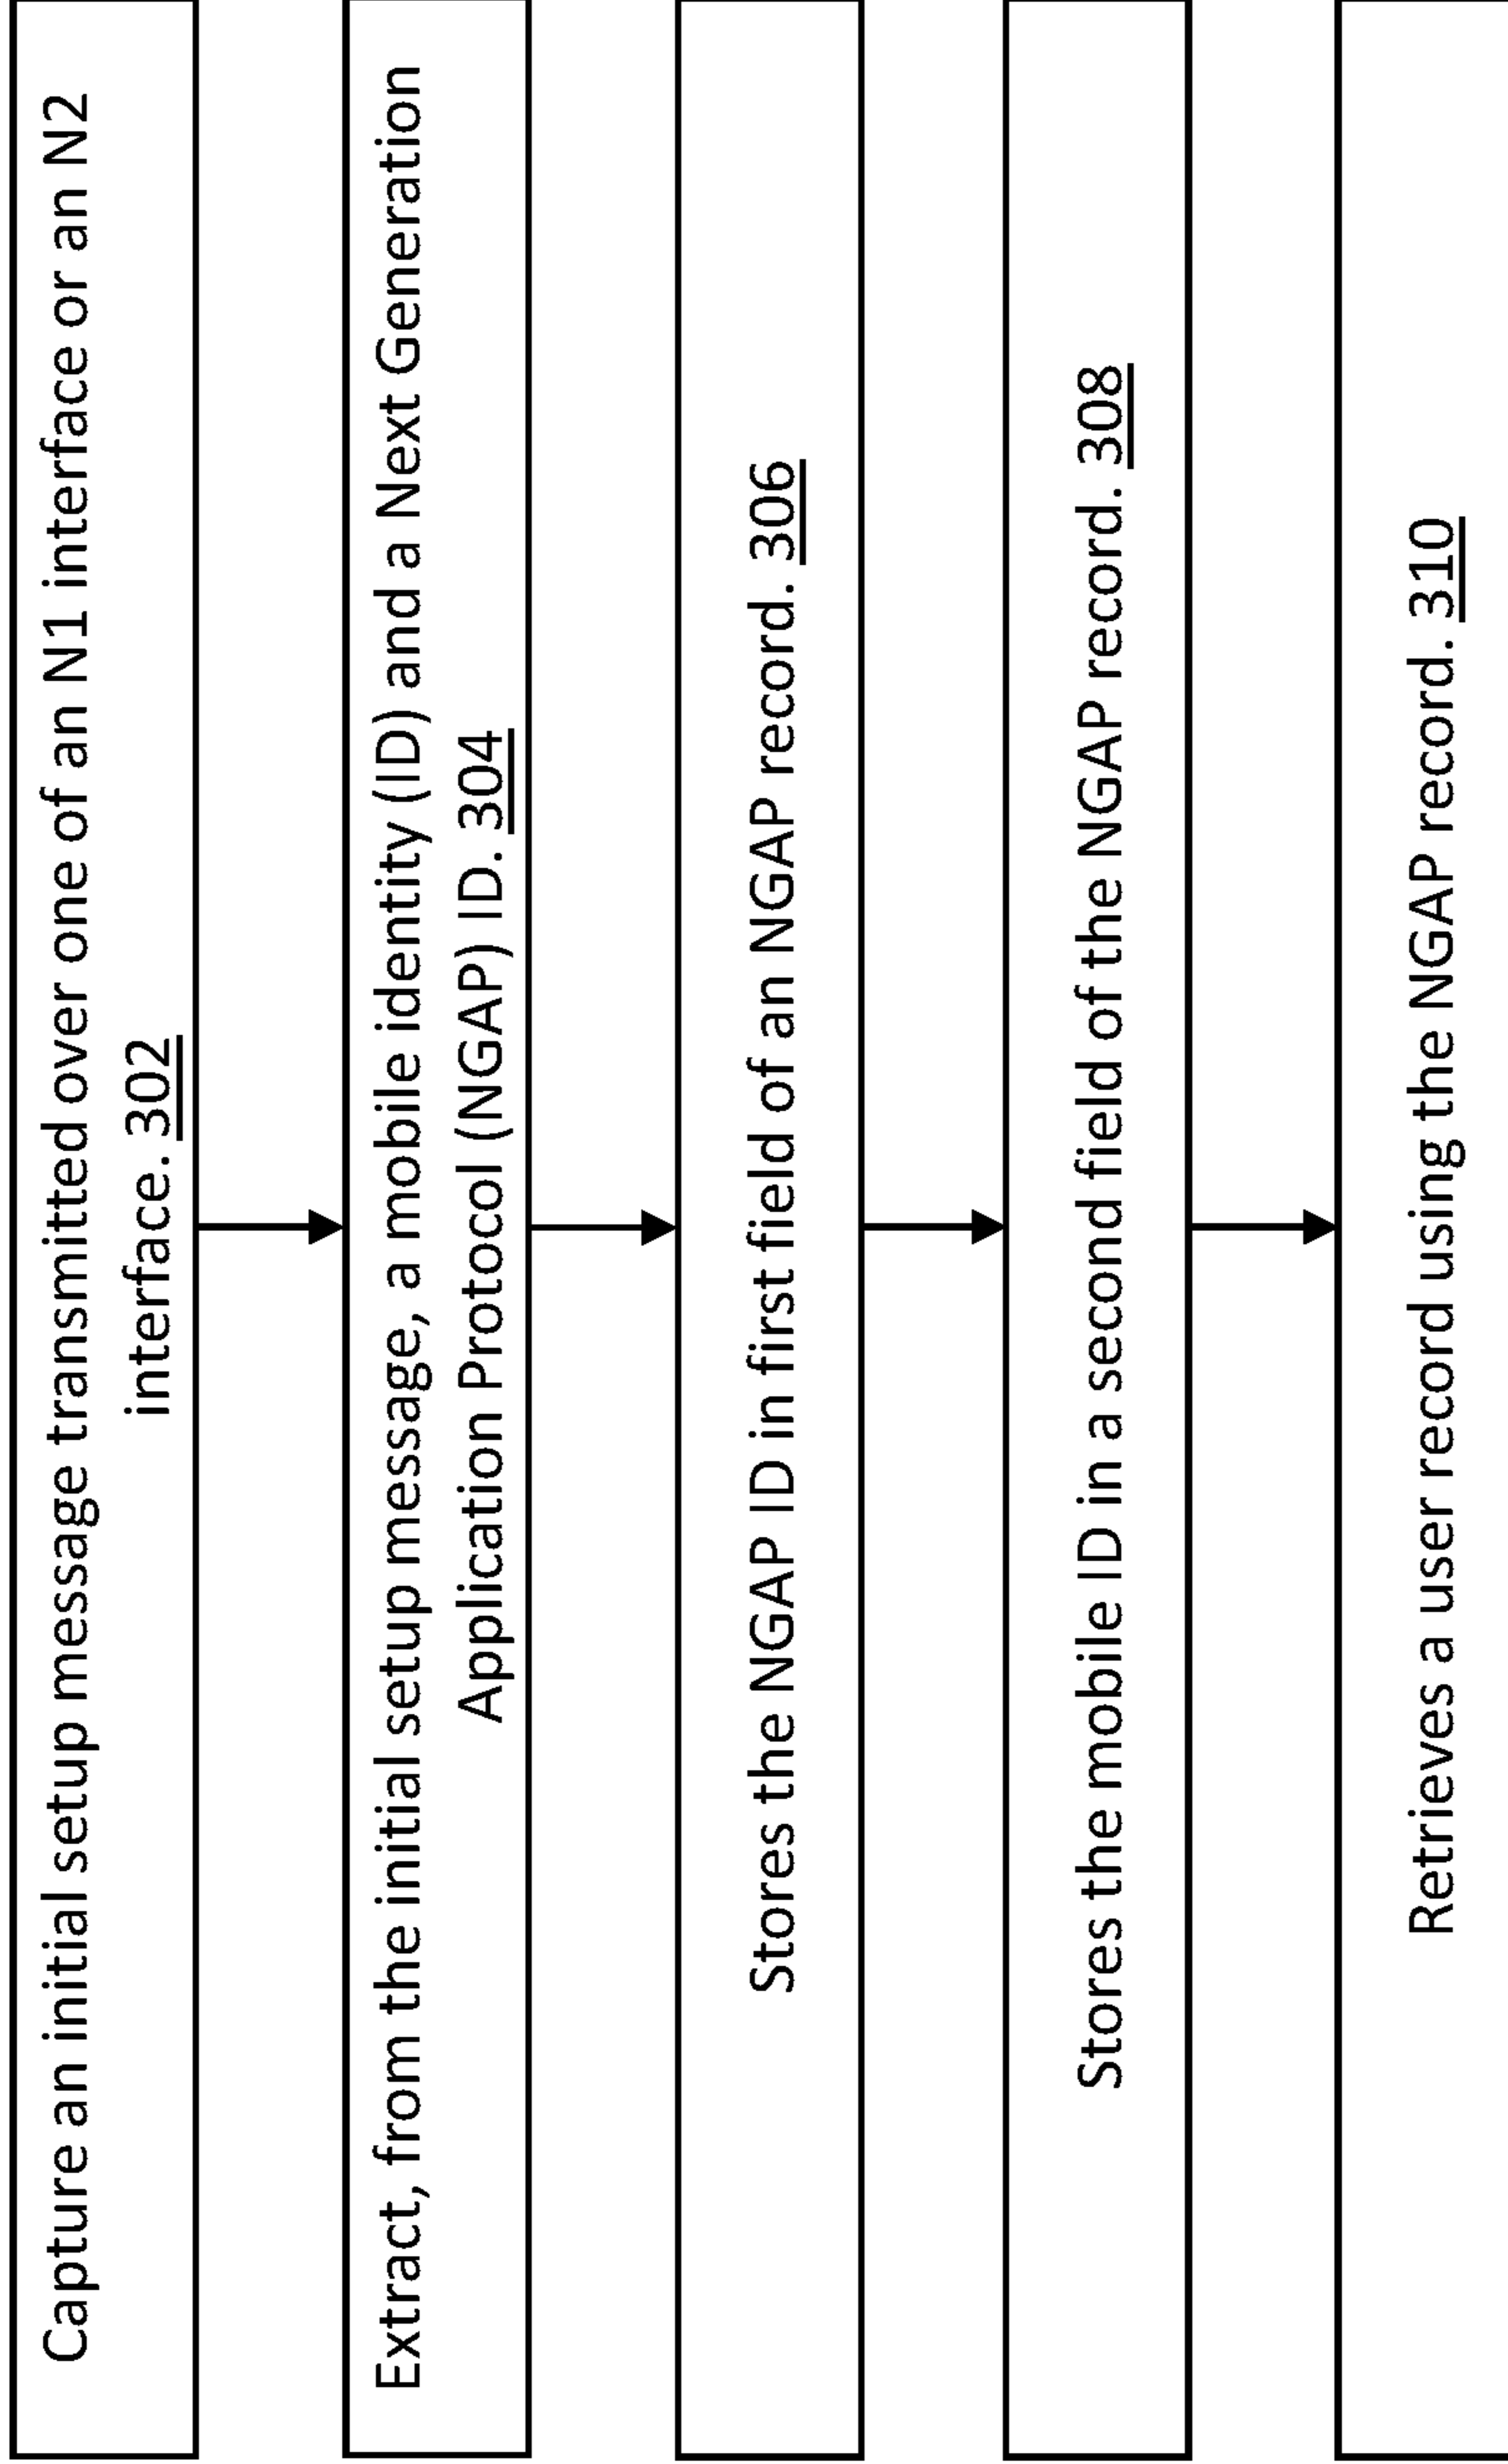 Capture an initial setup message transmitted over one of an N1 interface or an N2
interface. 302
Extract, from the initial setup message, a mobile identity (ID) and a Next Generation
Application Protocol (NGAP) ID. 304
Stores the NGAP ID in first field of an NGAP record. 306
Stores the mobile ID in a second field of the NGAP record. 308
Retrieves a user record using the NGAP record. 310